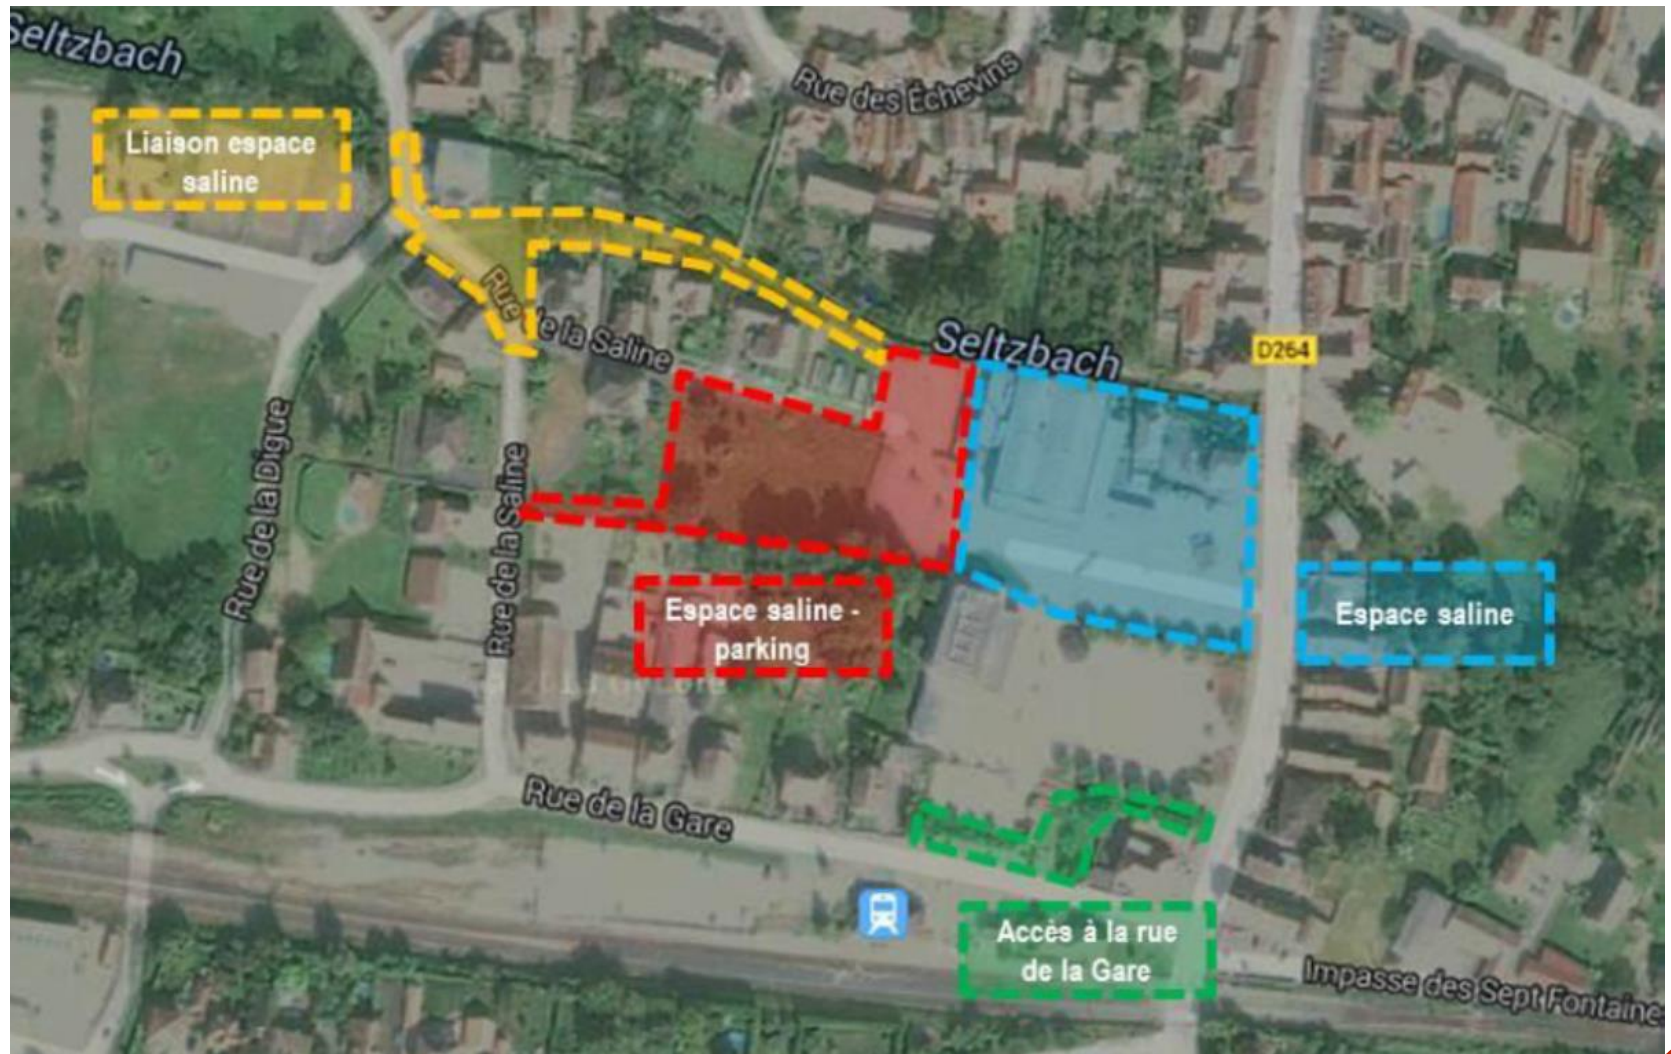 Seltzbach
Rue des Échevins
Liaison espace
saline
Rue de la Saline
Seltzbach
D264
Rue de la Digue
Rue de la Saline
Espace saline -
parking
Espace saline
Rue de la Gare
Accès à la rue
de la Gare
Impasse des Sept Fontaines